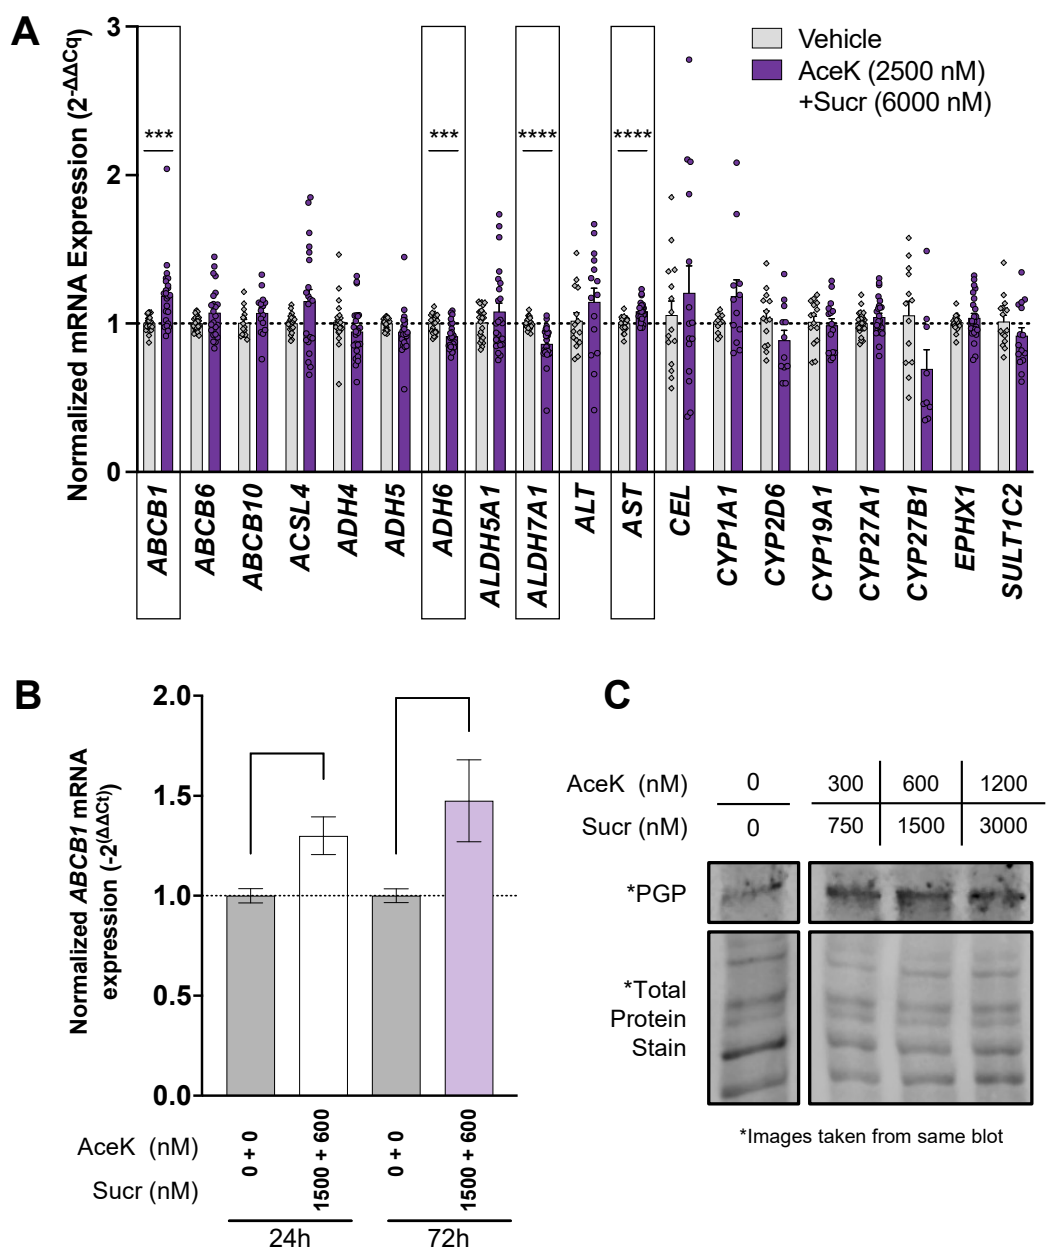 A
Normalized mRNA Expression (2^-ΔΔCq)
3
2
1
0
Vehicle
AceK (2500 nM)
+Sucr (6000 nM)
***
***
****
****
ABCB1
ABCB6
ABCB10
ACSL4
ADH4
ADH5
ADH6
ALDH5A1
ALDH7A1
ALT
AST
CEL
CYP1A1
CYP2D6
CYP19A1
CYP27A1
CYP27B1
EPHX1
SULT1C2
B
Normalized ABCB1 mRNA
expression (-2^(ΔΔCt))
2.0
1.5
1.0
0.5
0.0
AceK (nM)
Sucr (nM)
0 + 0
1500 + 600
0 + 0
1500 + 600
24h
72h
C
AceK (nM) 0 300 600 1200
Sucr (nM) 0 750 1500 3000
*PGP
*Total
Protein
Stain
*Images taken from same blot